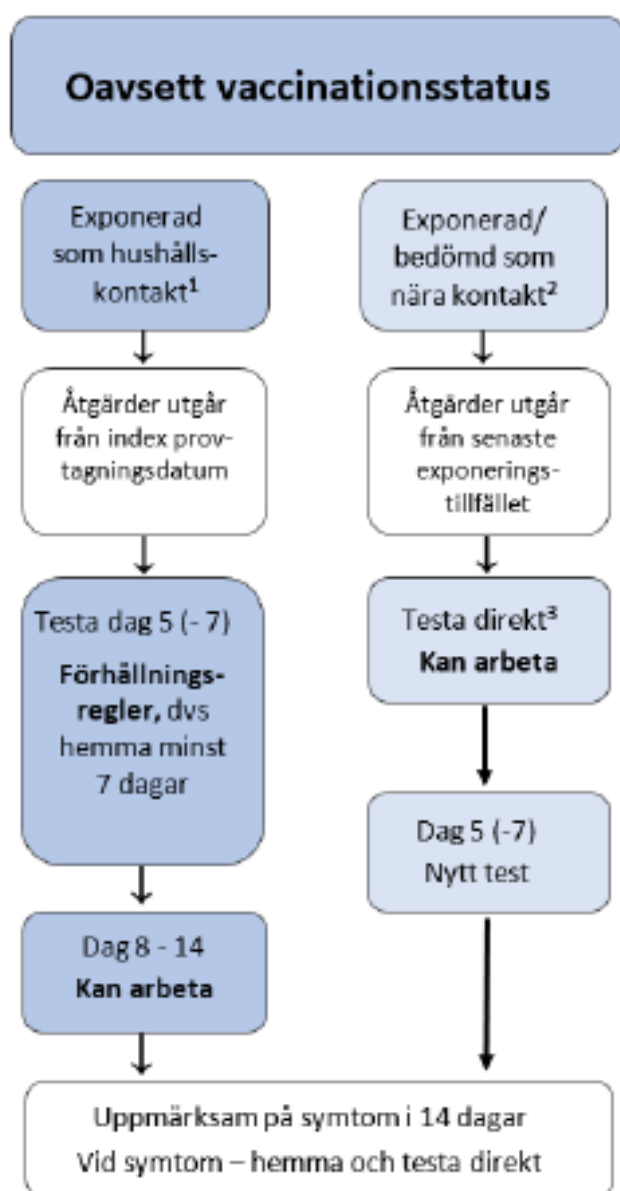 Oavsett vaccinationsstatus
Exponerad
som hushålls-
kontakt¹
Åtgärder utgår
från index prov-
tagningsdatum
Testa dag 5 (- 7)
Förhållnings-
regler, dvs
hemma minst
7 dagar
Dag 8 - 14
Kan arbeta
Exponerad/
bedömd som
nära kontakt²
Åtgärder utgår
från senaste
exponerings-
tillfället
Testa direkt³
Kan arbeta
Dag 5 (-7)
Nytt test
Uppmärksam på symtom i 14 dagar
Vid symtom – hemma och testa direkt